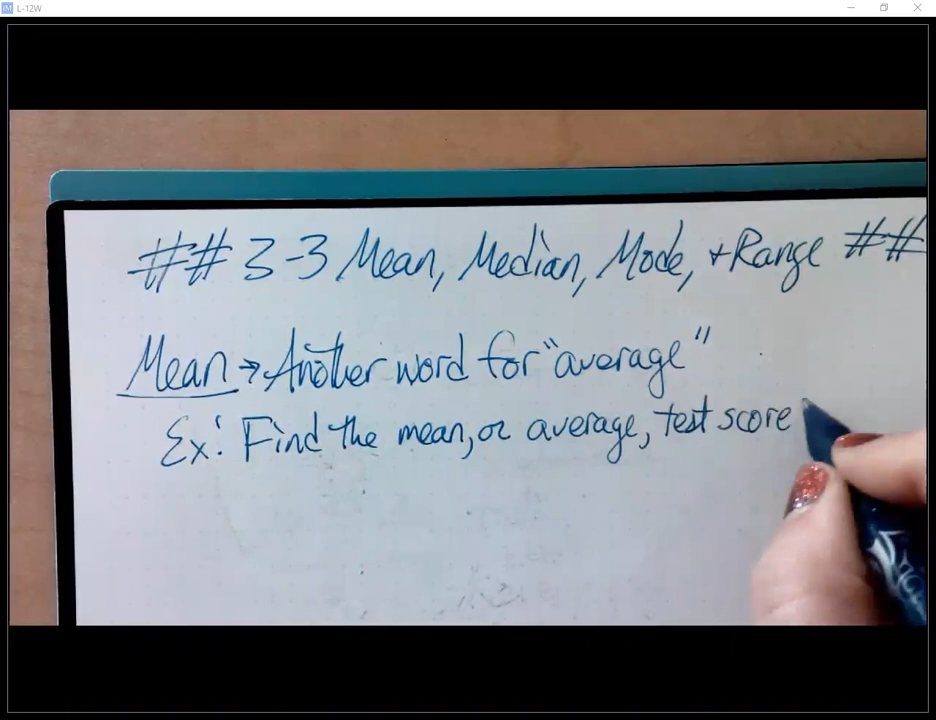 L-12W
## 3-3 Mean, Median, Mode, + Range ##
Mean → Another word for "average"
Ex: Find the mean, or average, test score